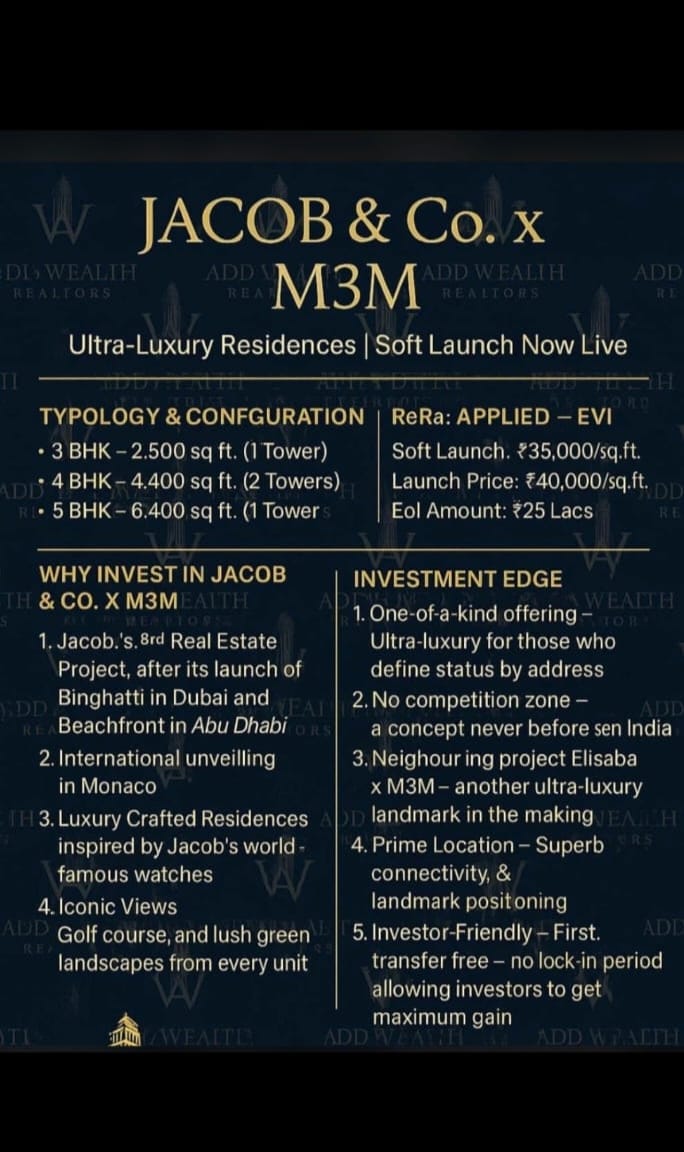 JACOB & Co. x
M3M
Ultra-Luxury Residences | Soft Launch Now Live
TYPOLOGY & CONFGURATION
• 3 BHK – 2.500 sq ft. (1 Tower)
• 4 BHK – 4.400 sq ft. (2 Towers)
• 5 BHK – 6.400 sq ft. (1 Tower
ReRa: APPLIED – EVI
Soft Launch. ₹35,000/sq.ft.
Launch Price: ₹40,000/sq.ft.
EoI Amount: ₹25 Lacs
WHY INVEST IN JACOB
& CO. X M3M
1. Jacob.'s. 8rd Real Estate
Project, after its launch of
Binghatti in Dubai and
Beachfront in Abu Dhabi
2. International unveilling
in Monaco
3. Luxury Crafted Residences
inspired by Jacob's world-
famous watches
4. Iconic Views
Golf course, and lush green
landscapes from every unit
INVESTMENT EDGE
1. One-of-a-kind offering –
Ultra-luxury for those who
define status by address
2. No competition zone –
a concept never before sen India
3. Neighour ing project Elisaba
x M3M – another ultra-luxury
landmark in the making
4. Prime Location – Superb
connectivity, &
landmark positoning
5. Investor-Friendly – First.
transfer free – no lock-in period
allowing investors to get
maximum gain
ADD WEALTH
REALTORS